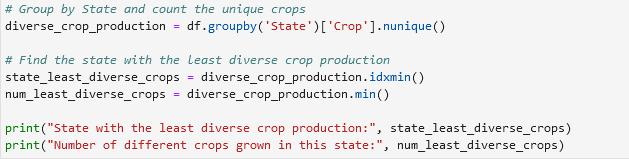 # Group by State and count the unique crops
diverse_crop_production = df.groupby('State')['Crop'].nunique()

# Find the state with the least diverse crop production
state_least_diverse_crops = diverse_crop_production.idxmin()
num_least_diverse_crops = diverse_crop_production.min()

print("State with the least diverse crop production:", state_least_diverse_crops)
print("Number of different crops grown in this state:", num_least_diverse_crops)